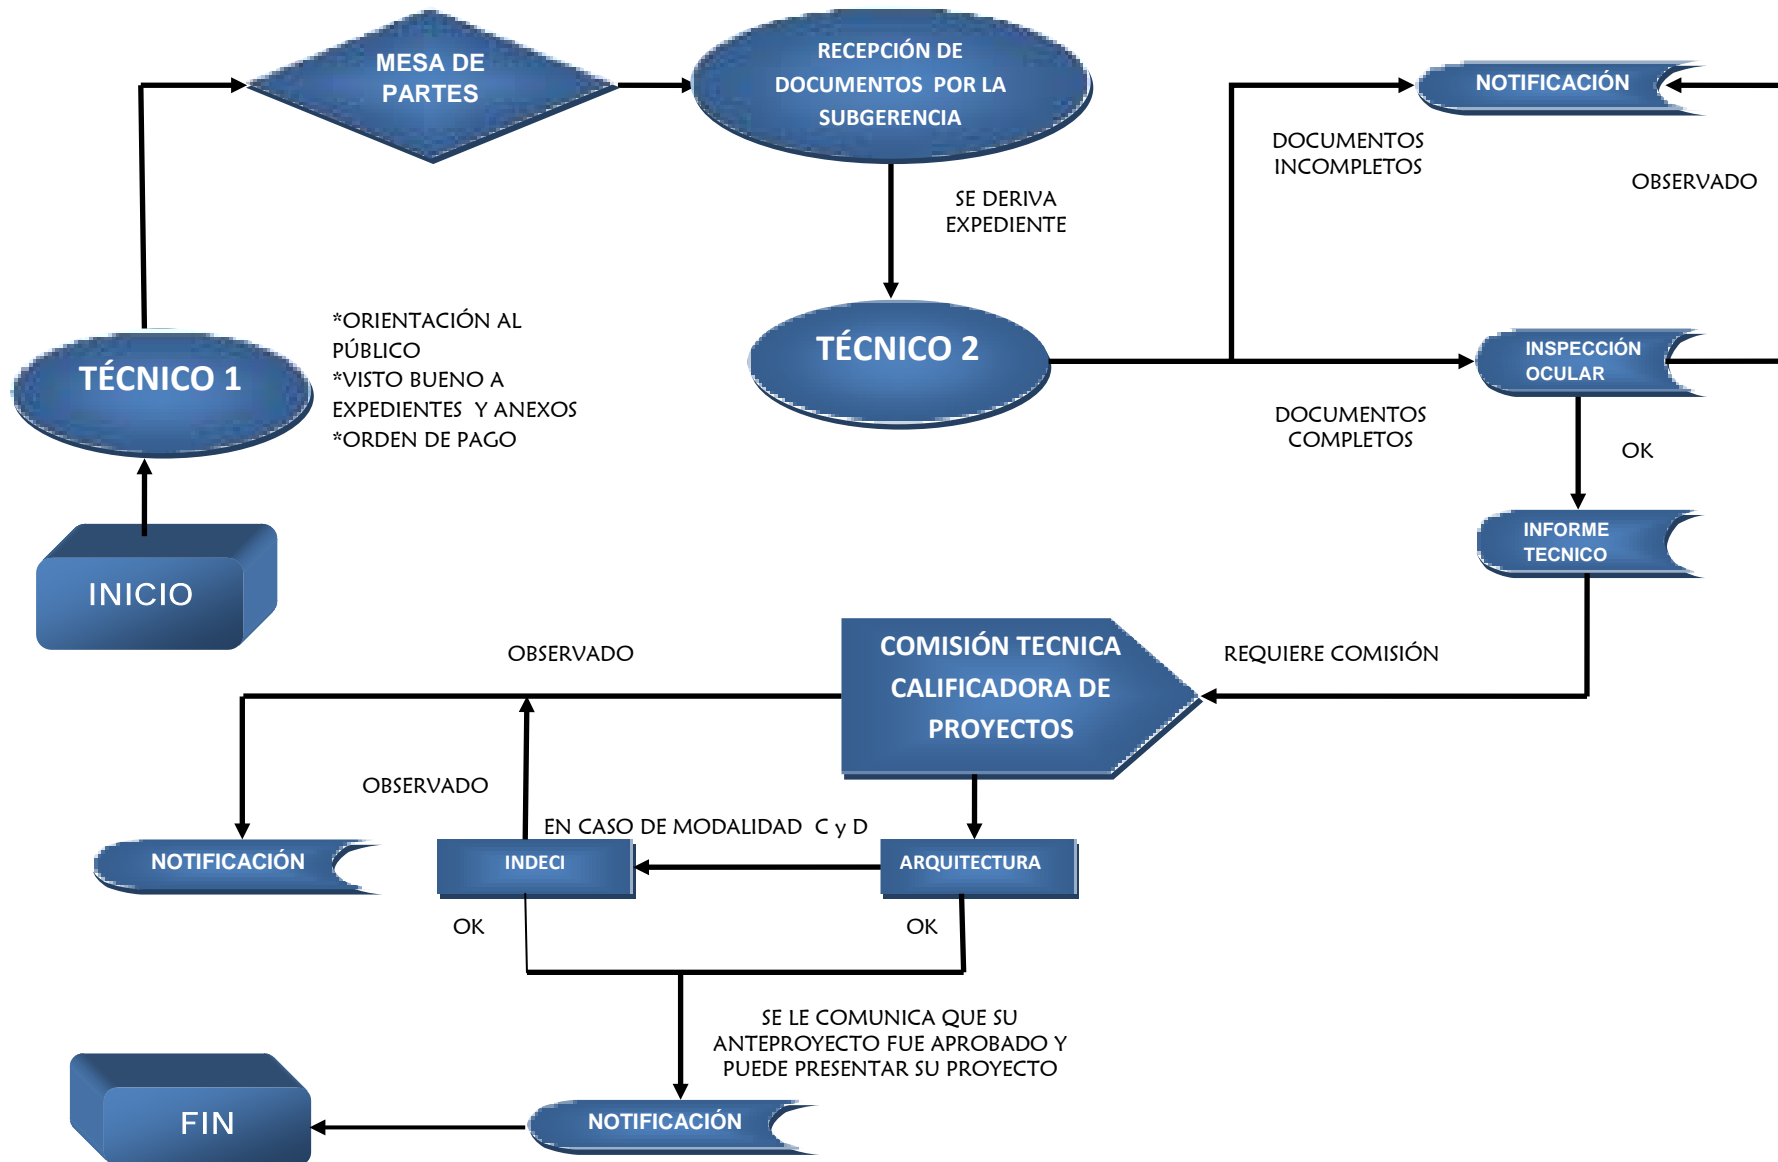 MESA DE
PARTES
RECEPCIÓN DE
DOCUMENTOS POR LA
SUBGERENCIA
NOTIFICACIÓN
DOCUMENTOS
INCOMPLETOS
OBSERVADO
SE DERIVA
EXPEDIENTE
TÉCNICO 1
*ORIENTACIÓN AL
PÚBLICO
*VISTO BUENO A
EXPEDIENTES Y ANEXOS
*ORDEN DE PAGO
TÉCNICO 2
INSPECCIÓN
OCULAR
DOCUMENTOS
COMPLETOS
OK
INFORME
TECNICO
INICIO
OBSERVADO
COMISIÓN TECNICA
CALIFICADORA DE
PROYECTOS
REQUIERE COMISIÓN
OBSERVADO
EN CASO DE MODALIDAD C y D
NOTIFICACIÓN
INDECI
ARQUITECTURA
OK
OK
SE LE COMUNICA QUE SU
ANTEPROYECTO FUE APROBADO Y
PUEDE PRESENTAR SU PROYECTO
FIN
NOTIFICACIÓN